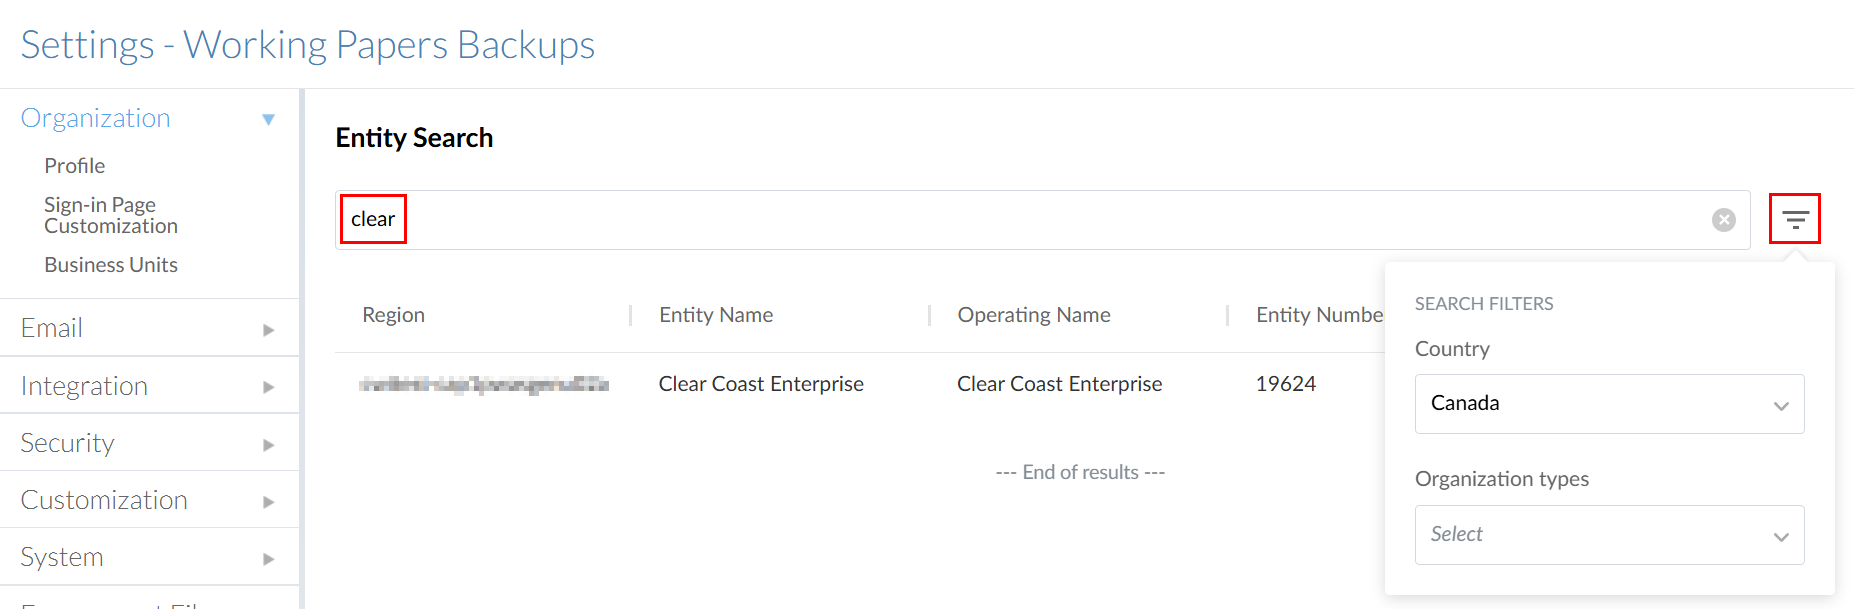 Settings - Working Papers Backups
Organization
Profile
Sign-in Page
Customization
Business Units
Email
Integration
Security
Customization
System
Entity Search
clear
Region
Entity Name
Operating Name
Entity Numbe
Clear Coast Enterprise
Clear Coast Enterprise
19624
--- End of results ---
SEARCH FILTERS
Country
Canada
Organization types
Select